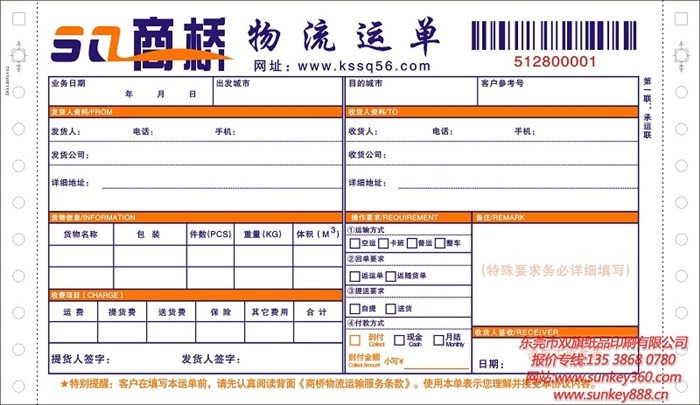 SQ 商桥 物流运单
网址：www.kssq56.com
512800001
业务日期 年 月 日 出发城市 目的城市 客户参考号
第一联：承运联
发货人资料/FROM 收货人资料/TO
发货人： 电话： 手机： 收货人： 电话： 手机：
发货公司： 收货公司：
详细地址： 详细地址：
货物信息/INFORMATION 操作要求/REQUIREMENT 备注/REMARK
货物名称 包装 件数(PCS) 重量(KG) 体积(M³)
①运输方式
空运 卡班 普运 整车
②回单要求
返运单 返随货单
(特殊要求务必详细填写)
③提送要求
自提 送货
收费项目（CHARGE）
运费 提货费 送货费 保险 其它费用 合计
④付款方式
到付 Collect 现金 Cash 月结 Monthly
到付金额 Collect Amount 小写￥
收货人签收/RECEIVER
提货人签字： 送货人签字： 日期：
★特别提醒：客户在填写本运单前，请先认真阅读背面《商桥物流运输服务条款》。使用本单表示您理解并接受本协议内容。
东莞市双旗纸品印刷有限公司
报价专线:135 3868 0780
网站:www.sunkey360.com
www.sunkey888.cn